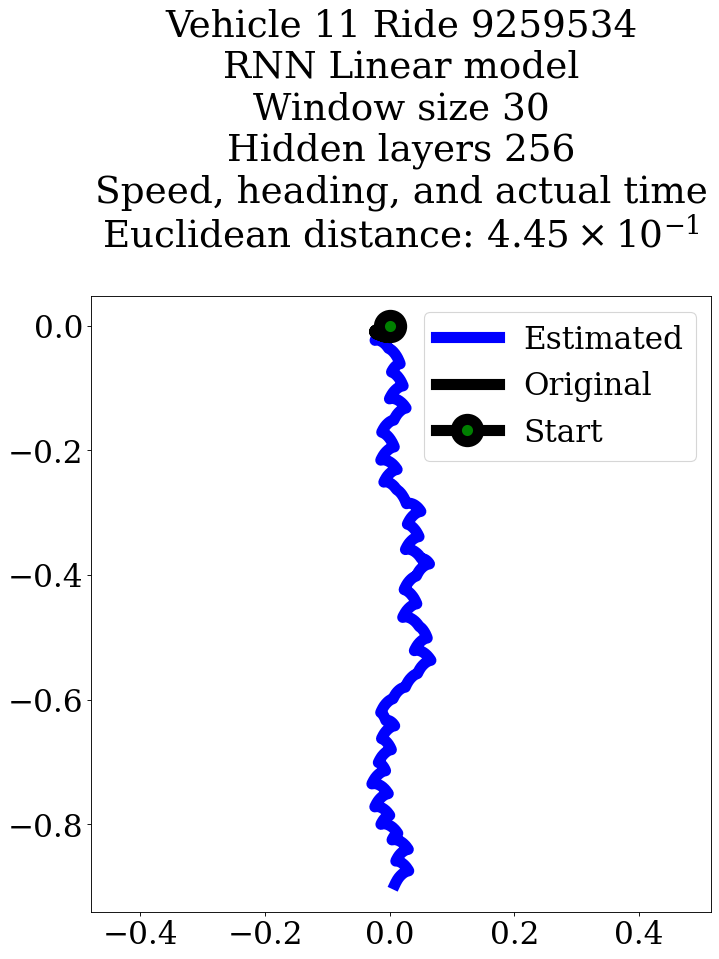 Vehicle 11 Ride 9259534
RNN Linear model
Window size 30
Hidden layers 256
Speed, heading, and actual time
Euclidean distance: 4.45 × 10⁻¹
Estimated
Original
Start
0.0
−0.2
−0.4
−0.6
−0.8
−0.4
−0.2
0.0
0.2
0.4